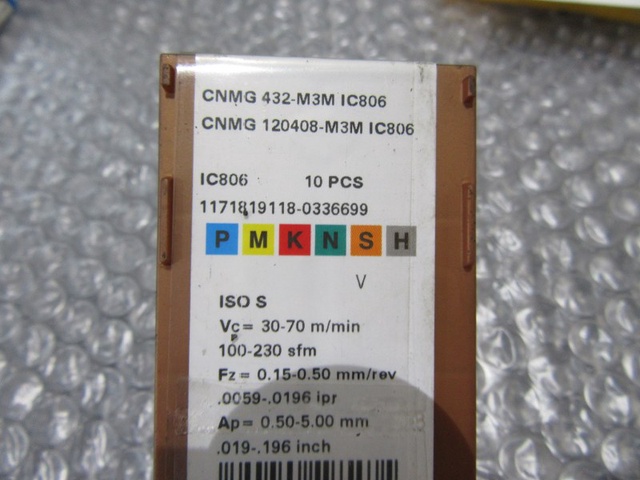 CNMG 432-M3M IC806
CNMG 120408-M3M IC806
IC806 10 PCS
1171819118-0336699
P M K N S H
V
ISO S
Vc= 30-70 m/min
100-230 sfm
Fz= 0.15-0.50 mm/rev
.0059-.0196 ipr
Ap= 0.50-5.00 mm
.019-.196 inch